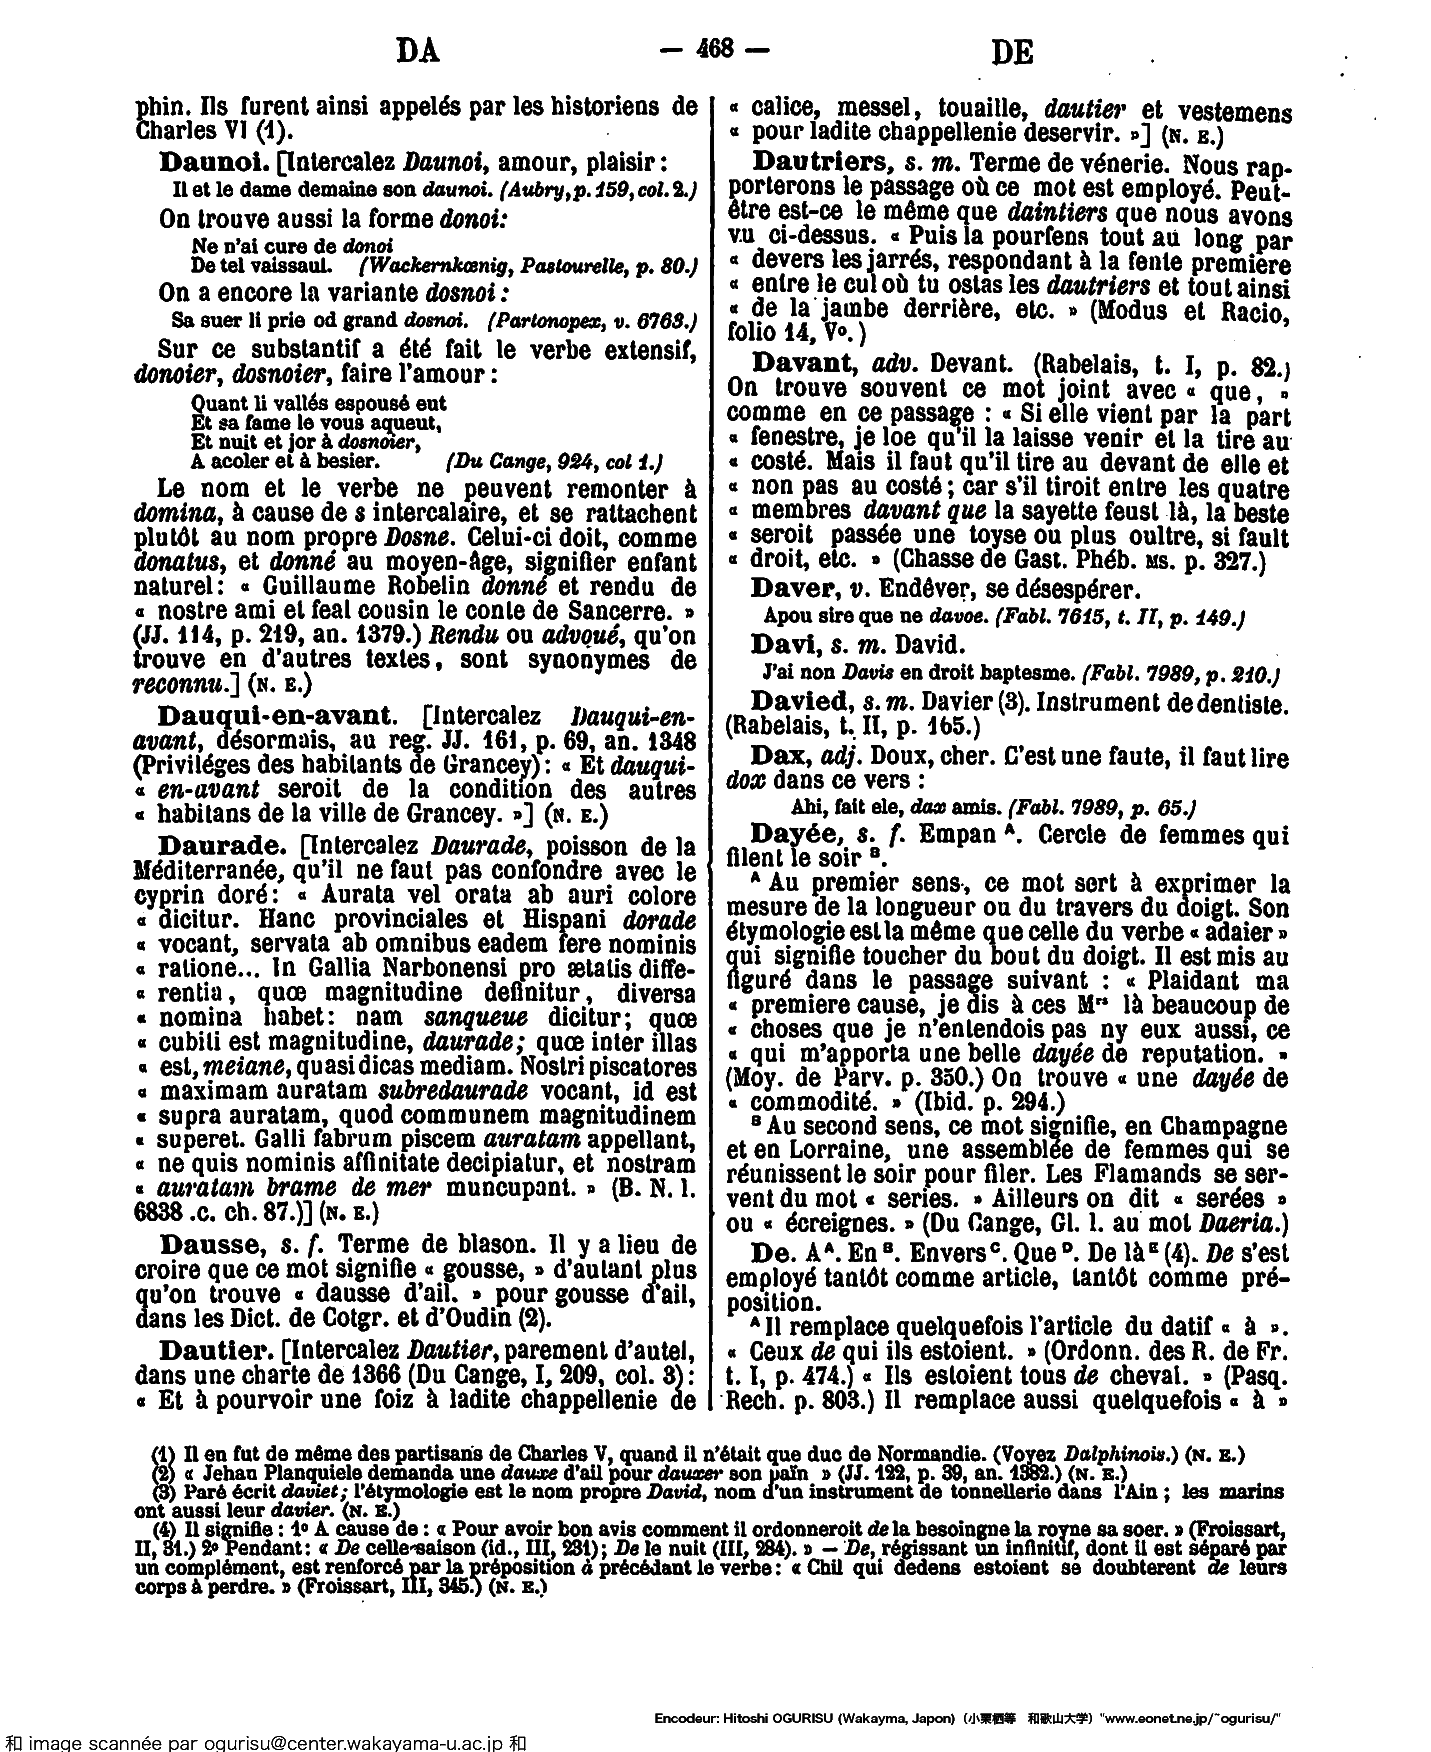 DA — 468 — DE
phin. Ils furent ainsi appelés par les historiens de
Charles VI (1).
Daunoi. [Intercalez Daunoi, amour, plaisir :
Il et le dame demaine son daunoi. (Aubry, p. 159, col. 2.)
On trouve aussi la forme donoi:
Ne n'ai cure de donoi
De tel vaissaul. (Wackernkœnig, Pastourelle, p. 80.)
On a encore la variante dosnoi :
Sa suer li prie od grand dosnoi. (Partonopex, v. 6763.)
Sur ce substantif a été fait le verbe extensif,
donoier, dosnoier, faire l'amour :
Quant li vallés espousé eut
Et sa fame le vous aqueut,
Et nuit et jor à dosnoier,
A acoler et à besier. (Du Cange, 924, col 1.)
Le nom et le verbe ne peuvent remonter à
domina, à cause de s intercalaire, et se rattachent
plutôt au nom propre Dosne. Celui-ci doit, comme
donatus, et donné au moyen-âge, signifier enfant
naturel : « Guillaume Robelin donné et rendu de
« nostre ami et feal cousin le conte de Sancerre. »
(JJ. 114, p. 219, an. 1379.) Rendu ou advoué, qu'on
trouve en d'autres textes, sont synonymes de
reconnu.] (N. E.)
Dauqui-en-avant. [Intercalez Dauqui-en-
avant, désormais, au reg. JJ. 161, p. 69, an. 1348
(Priviléges des habitants de Grancey) : « Et dauqui-
« en-avant seroit de la condition des autres
« habitans de la ville de Grancey. »] (N. E.)
Daurade. [Intercalez Daurade, poisson de la
Méditerranée, qu'il ne faut pas confondre avec le
cyprin doré : « Aurata vel orata ab auri colore
« dicitur. Hanc provinciales et Hispani dorade
« vocant, servata ab omnibus eadem fere nominis
« ratione... In Gallia Narbonensi pro ætatis diffe-
« rentia, quœ magnitudine definitur, diversa
« nomina habet : nam sanqueue dicitur; quœ
« cubiti est magnitudine, daurade; quœ inter illas
« est, meiane, quasi dicas mediam. Nostri piscatores
« maximam auratam subredaurade vocant, id est
« supra auratam, quod communem magnitudinem
« superet. Galli fabrum piscem auratam appellant,
« ne quis nominis affinitate decipiatur, et nostram
« auratam brame de mer muncupant. » (B. N. l.
6838 .c. ch. 87.)] (N. E.)
Dausse, s. f. Terme de blason. Il y a lieu de
croire que ce mot signifie « gousse, » d'autant plus
qu'on trouve « dausse d'ail. » pour gousse d'ail,
dans les Dict. de Cotgr. et d'Oudin (2).
Dautier. [Intercalez Dautier, parement d'autel,
dans une charte de 1366 (Du Cange, I, 209, col. 3) :
« Et à pourvoir une foiz à ladite chappellenie de
« calice, messel, touaille, dautier et vestemens
« pour ladite chappellenie deservir. »] (N. E.)
Dautriers, s. m. Terme de vénerie. Nous rap-
porterons le passage où ce mot est employé. Peut-
être est-ce le même que daintiers que nous avons
vu ci-dessus. « Puis la pourfens tout au long par
« devers les jarrés, respondant à la fente première
« entre le cul où tu ostas les dautriers et tout ainsi
« de la jambe derrière, etc. » (Modus et Racio,
folio 14, Vº.)
Davant, adv. Devant. (Rabelais, t. I, p. 82.)
On trouve souvent ce mot joint avec « que, »
comme en ce passage : « Si elle vient par la part
« fenestre, je loe qu'il la laisse venir et la tire au
« costé. Mais il faut qu'il tire au devant de elle et
« non pas au costé ; car s'il tiroit entre les quatre
« membres davant que la sayette feust là, la beste
« seroit passée une toyse ou plus oultre, si fault
« droit, etc. » (Chasse de Gast. Phéb. MS. p. 327.)
Daver, v. Endêver, se désespérer.
Apou sire que ne davoe. (Fabl. 7615, t. II, p. 149.)
Davi, s. m. David.
J'ai non Davis en droit baptesme. (Fabl. 7989, p. 210.)
Davied, s. m. Davier (3). Instrument de dentiste.
(Rabelais, t. II, p. 165.)
Dax, adj. Doux, cher. C'est une faute, il faut lire
dox dans ce vers :
Ahi, fait ele, dax amis. (Fabl. 7989, p. 65.)
Dayée, s. f. Empan ᴬ. Cercle de femmes qui
filent le soir ᴮ.
ᴬ Au premier sens, ce mot sert à exprimer la
mesure de la longueur ou du travers du doigt. Son
étymologie est la même que celle du verbe « adaier »
qui signifie toucher du bout du doigt. Il est mis au
figuré dans le passage suivant : « Plaidant ma
« premiere cause, je dis à ces Mʳˢ là beaucoup de
« choses que je n'entendois pas ny eux aussi, ce
« qui m'apporta une belle dayée de reputation. »
(Moy. de Parv. p. 350.) On trouve « une dayée de
« commodité. » (Ibid. p. 294.)
ᴮ Au second sens, ce mot signifie, en Champagne
et en Lorraine, une assemblée de femmes qui se
réunissent le soir pour filer. Les Flamands se ser-
vent du mot « series. » Ailleurs on dit « serées »
ou « écreignes. » (Du Cange, Gl. l. au mot Daeria.)
De. A ᴬ. En ᴮ. Envers ᶜ. Que ᴰ. De là ᴱ (4). De s'est
employé tantôt comme article, tantôt comme pré-
position.
ᴬ Il remplace quelquefois l'article du datif « à ».
« Ceux de qui ils estoient. » (Ordonn. des R. de Fr.
t. I, p. 474.) « Ils estoient tous de cheval. » (Pasq.
Rech. p. 803.) Il remplace aussi quelquefois « à »
(1) Il en fut de même des partisans de Charles V, quand il n'était que duc de Normandie. (Voyez Dalphinois.) (N. E.)
(2) « Jehan Planquiele demanda une dauxe d'ail pour dauxer son païn » (JJ. 122, p. 39, an. 1382.) (N. E.)
(3) Paré écrit daviet ; l'étymologie est le nom propre David, nom d'un instrument de tonnellerie dans l'Ain ; les marins
ont aussi leur davier. (N. E.)
(4) Il signifie : 1º A cause de : « Pour avoir bon avis comment il ordonneroit de la besoingne la royne sa soer. » (Froissart,
II, 31.) 2º Pendant : « De celle saison (id., III, 231); De le nuit (III, 284). » — De, régissant un infinitif, dont il est séparé par
un complément, est renforcé par la préposition à précédant le verbe : « Chil qui dedens estoient se doubterent de leurs
corps à perdre. » (Froissart, III, 345.) (N. E.)
Encodeur: Hitoshi OGURISU (Wakayma, Japon) (小栗栖等 和歌山大学) "www.eonet.ne.jp/~ogurisu/"
和 image scannée par ogurisu@center.wakayama-u.ac.jp 和